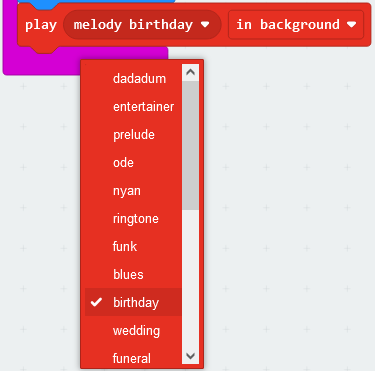 play melody birthday in background
dadadum
entertainer
prelude
ode
nyan
ringtone
funk
blues
birthday
wedding
funeral